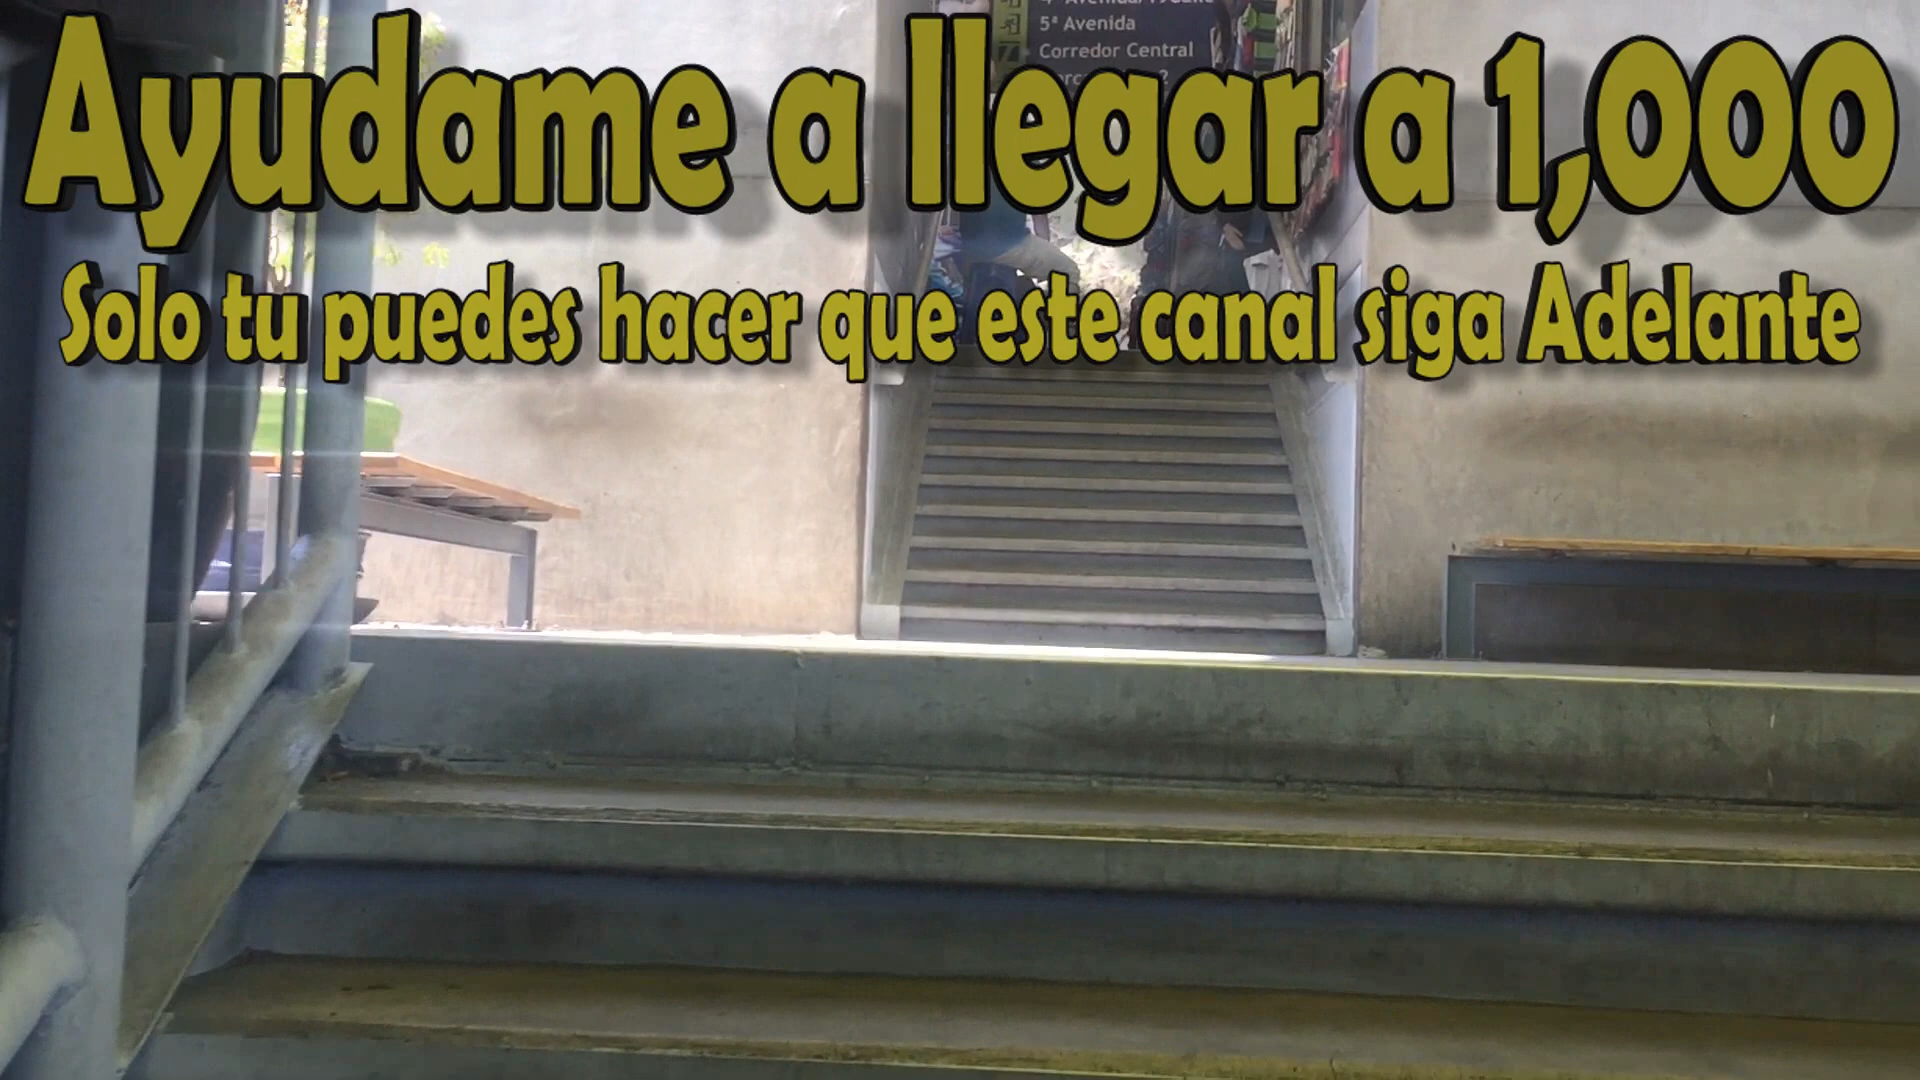 5ª Avenida
Corredor Central
Ayudame a llegar a 1,000
Solo tu puedes hacer que este canal siga Adelante